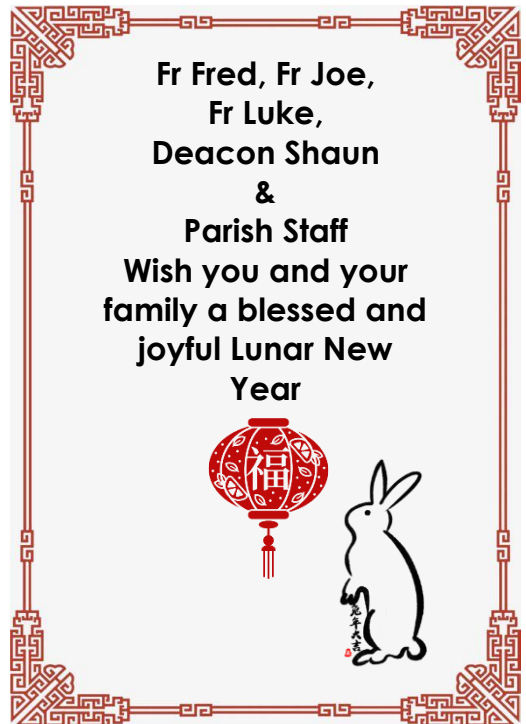 Fr Fred, Fr Joe,
Fr Luke,
Deacon Shaun
&
Parish Staff
Wish you and your
family a blessed and
joyful Lunar New
Year
福
兔年大吉